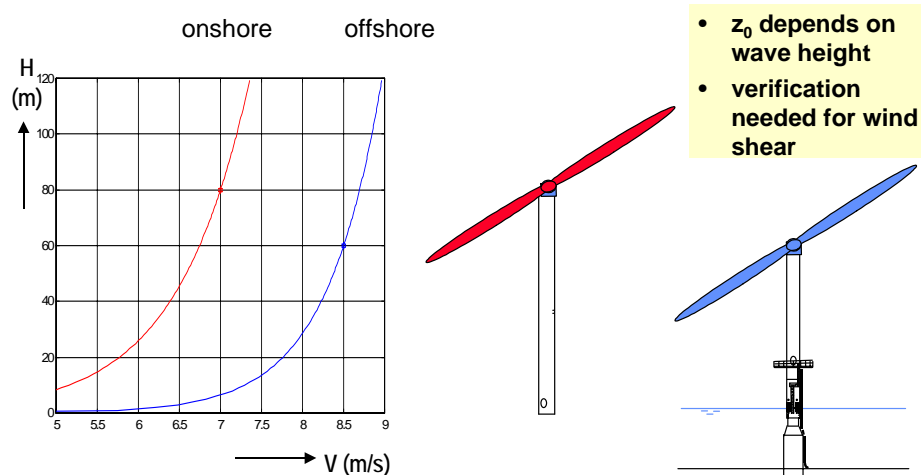 onshore offshore
H
(m)
120
100
80
60
40
20
0
5 5.5 6 6.5 7 7.5 8 8.5 9
V (m/s)
• z₀ depends on
wave height
• verification
needed for wind
shear